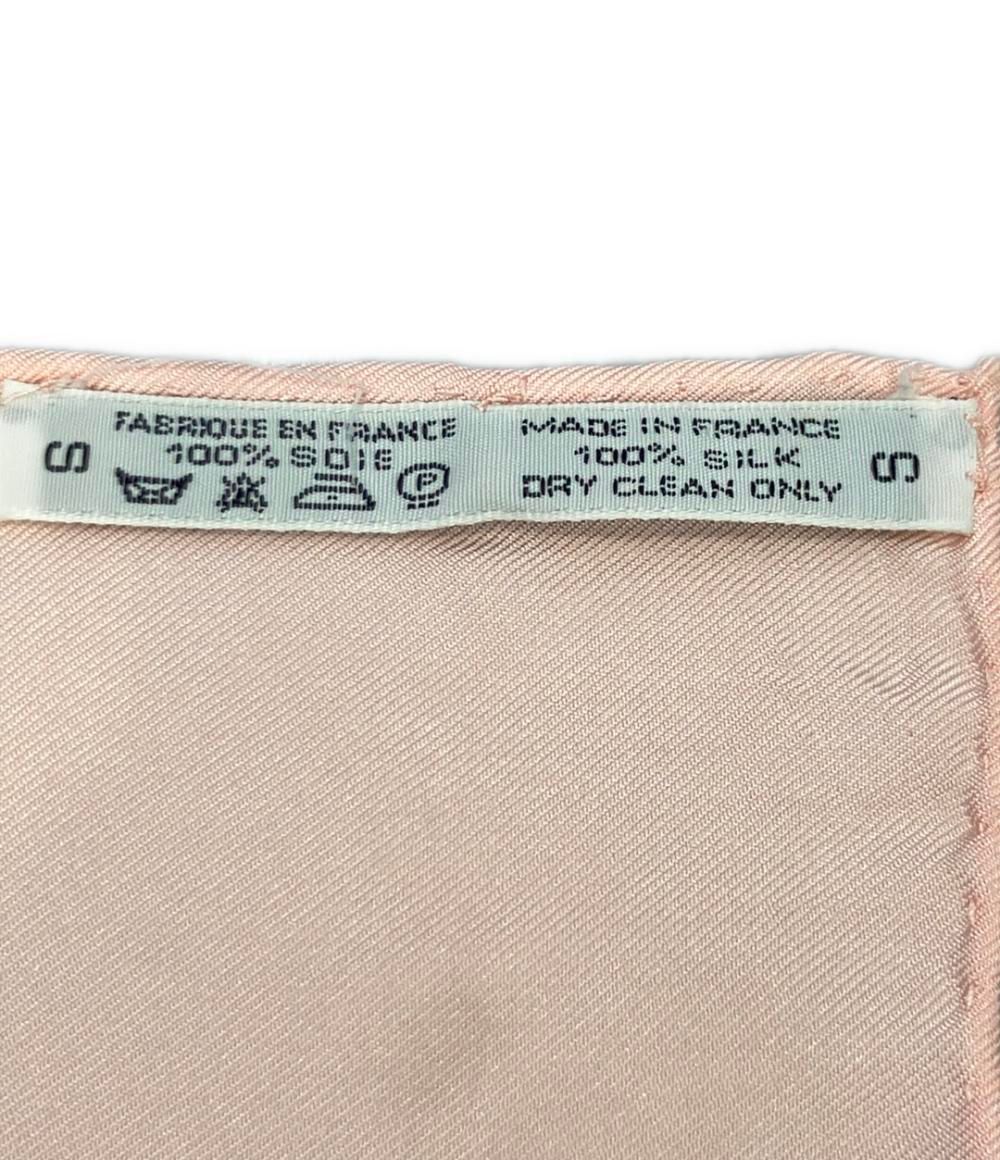 S
FABRIQUE EN FRANCE
100% SOIE
P
MADE IN FRANCE
100% SILK
DRY CLEAN ONLY
S